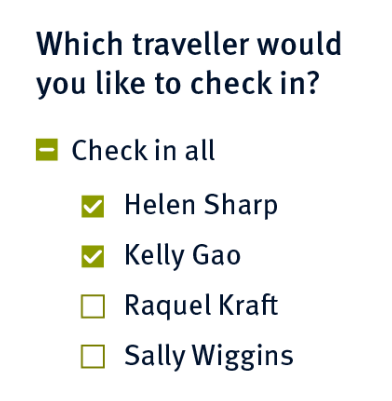 Which traveller would
you like to check in?
Check in all
Helen Sharp
Kelly Gao
Raquel Kraft
Sally Wiggins